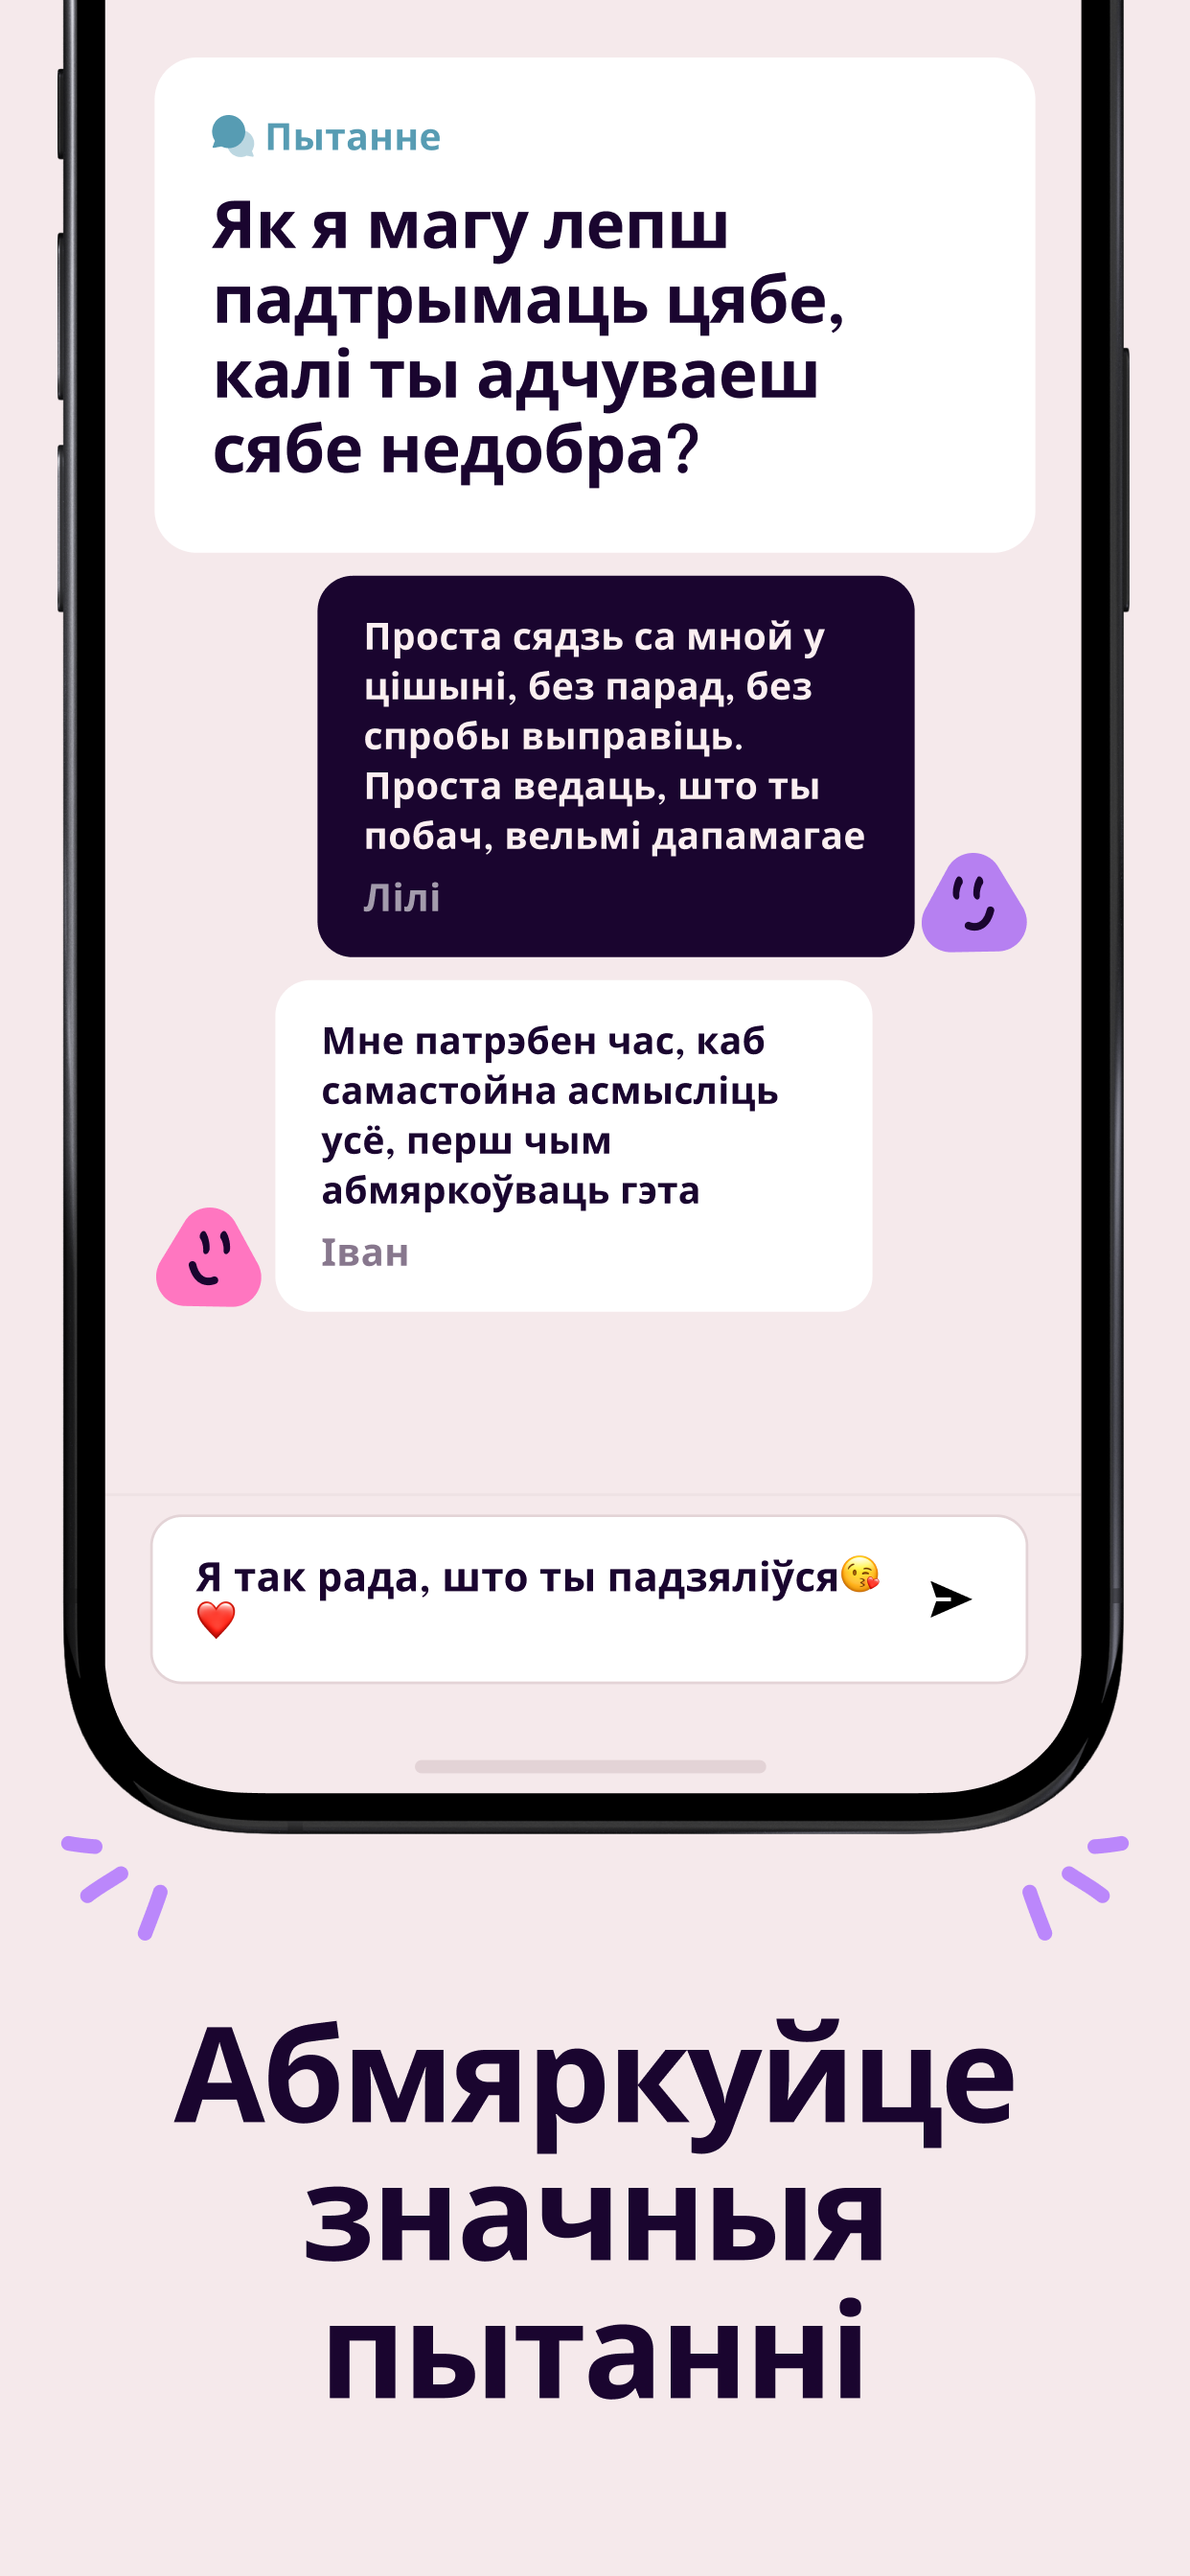 Пытанне
Як я магу лепш
падтрымаць цябе,
калі ты адчуваеш
сябе недобра?
Проста сядзь са мной у
цішыні, без парад, без
спробы выправіць.
Проста ведаць, што ты
побач, вельмі дапамагае
Лілі
Мне патрэбен час, каб
самастойна асмысліць
усё, перш чым
абмяркоўваць гэта
Іван
Я так рада, што ты падзяліўся😘
❤️
Абмяркуйце
значныя
пытанні